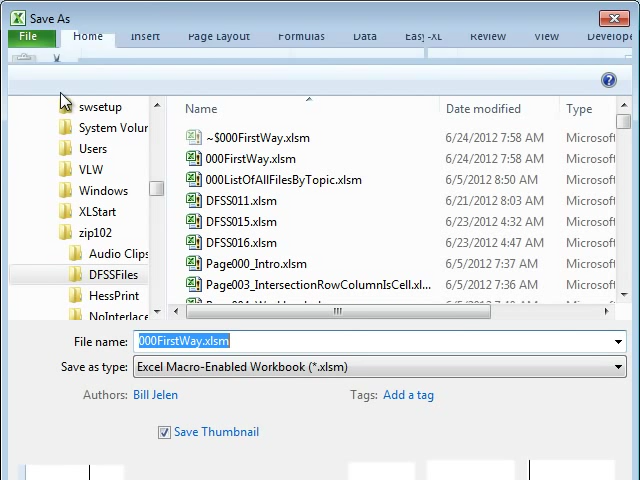 Save As
File Home Insert Page Layout Formulas Data Easy-XL Review View Develope
swsetup
System Volur
Users
VLW
Windows
XLStart
zip102
Audio Clips
DFSSFiles
HessPrint
NoInterlace
Name Date modified Type
~$000FirstWay.xlsm 6/24/2012 7:58 AM Microsoft
000FirstWay.xlsm 6/24/2012 7:58 AM Microsoft
000ListOfAllFilesByTopic.xlsm 6/5/2012 8:50 AM Microsoft
DFSS011.xlsm 6/21/2012 8:03 AM Microsoft
DFSS015.xlsm 6/23/2012 4:32 AM Microsoft
DFSS016.xlsm 6/23/2012 4:47 AM Microsoft
Page000_Intro.xlsm 6/5/2012 7:37 AM Microsoft
Page003_IntersectionRowColumnIsCell.xl... 6/5/2012 7:36 AM Microsoft
File name: 000FirstWay.xlsm
Save as type: Excel Macro-Enabled Workbook (*.xlsm)
Authors: Bill Jelen Tags: Add a tag
Save Thumbnail